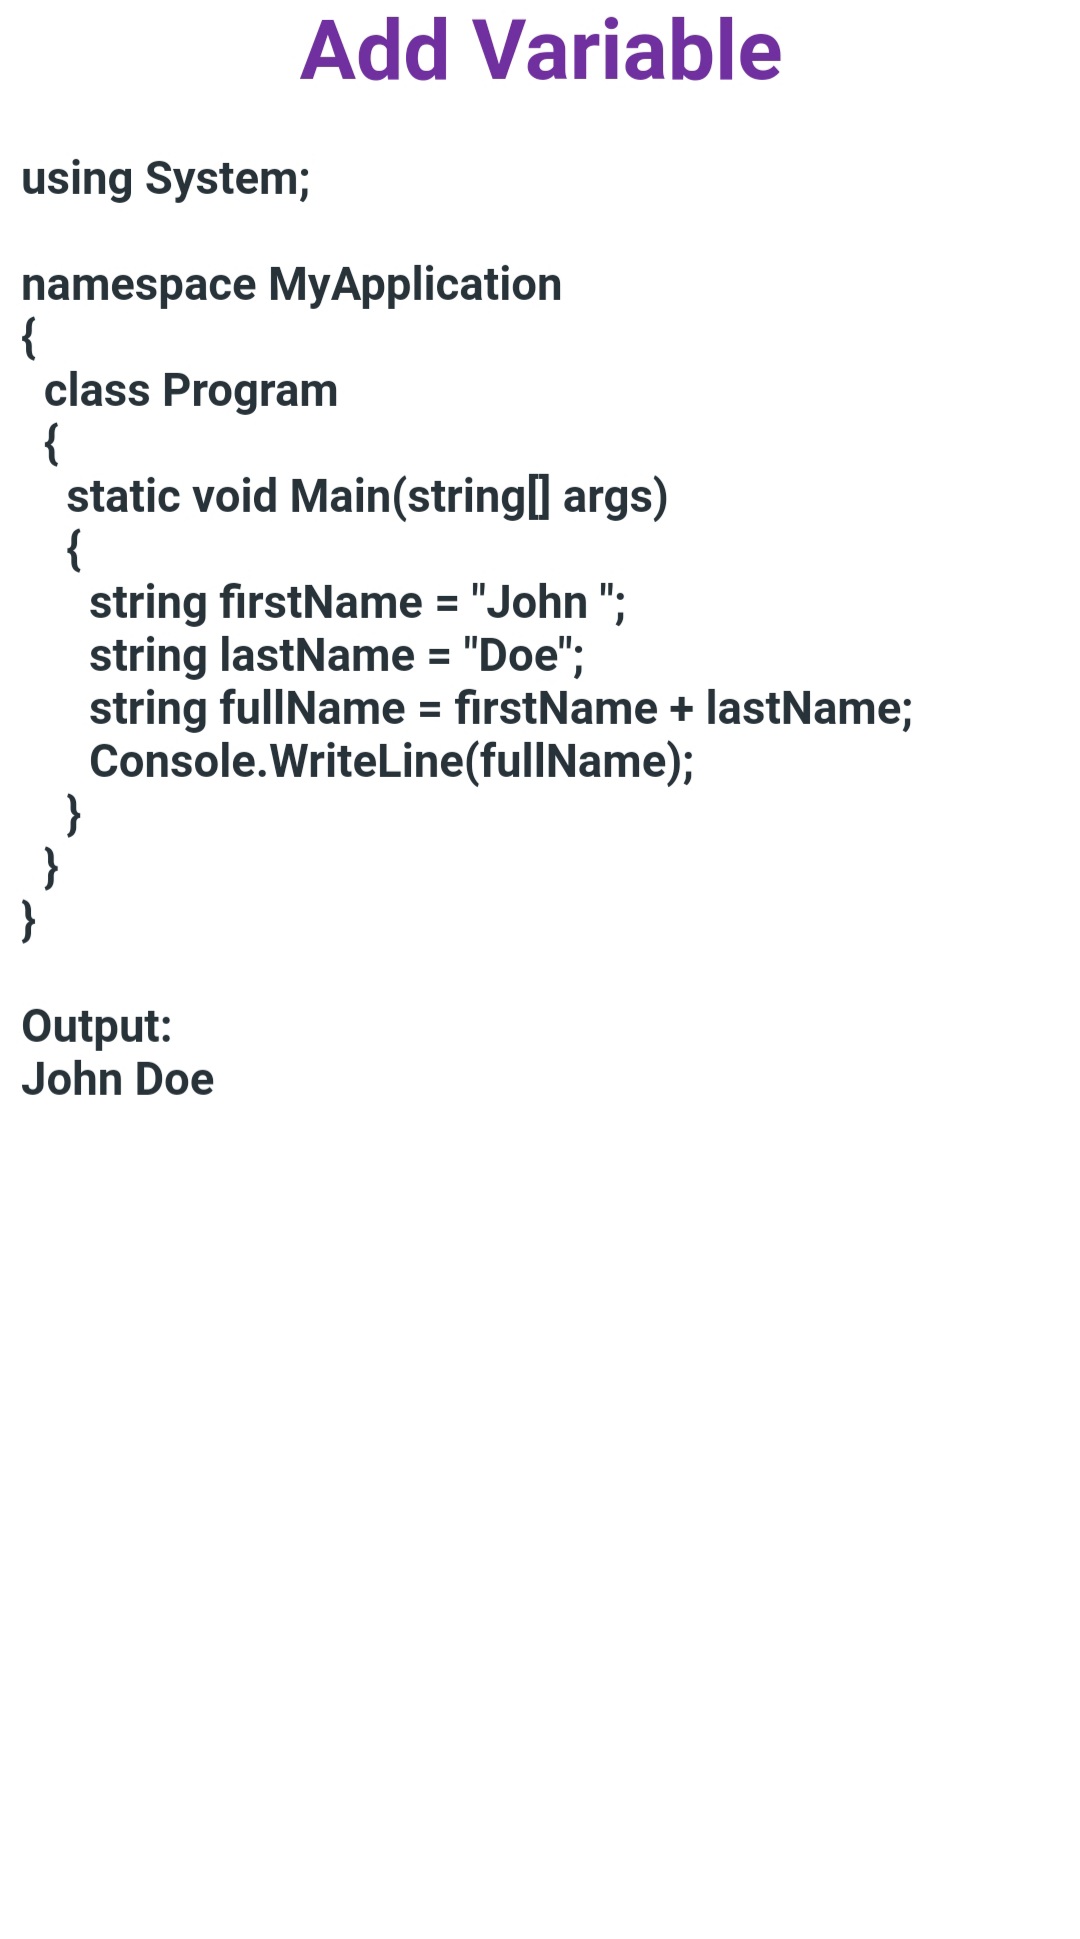 Add Variable
using System;
namespace MyApplication
{
class Program
{
static void Main(string[] args)
{
string firstName = "John ";
string lastName = "Doe";
string fullName = firstName + lastName;
Console.WriteLine(fullName);
}
}
}
Output:
John Doe